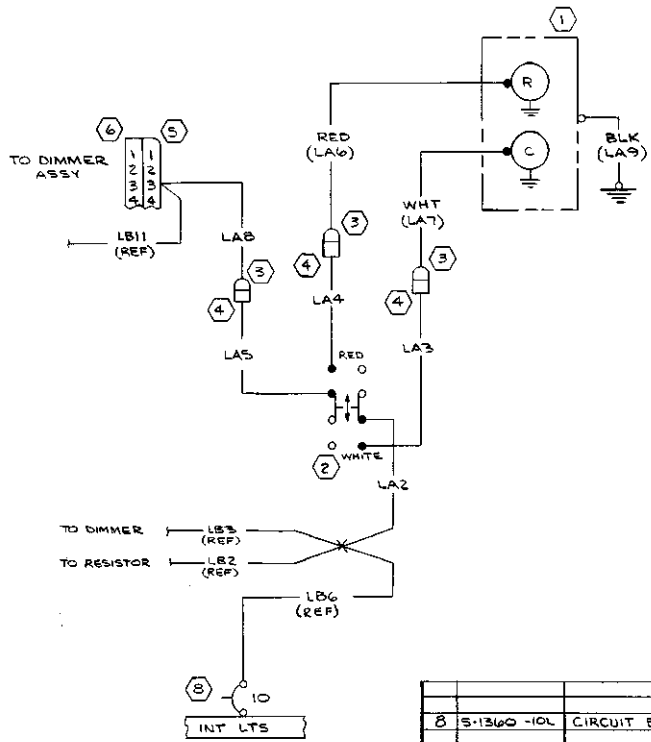 1
R
RED
(LA6)
C
BLK
(LA9)
6
5
TO DIMMER
ASSY
1 1
2 2
3 3
4 4
WHT
(LA7)
LB11
(REF)
LA8
3
4
3
4
3
4
LA4
LA5
LA3
RED
WHITE
2
LA2
TO DIMMER
LB3
(REF)
TO RESISTOR
LB2
(REF)
LB6
(REF)
8
10
INT LTS
8 S-1360-10L CIRCUIT